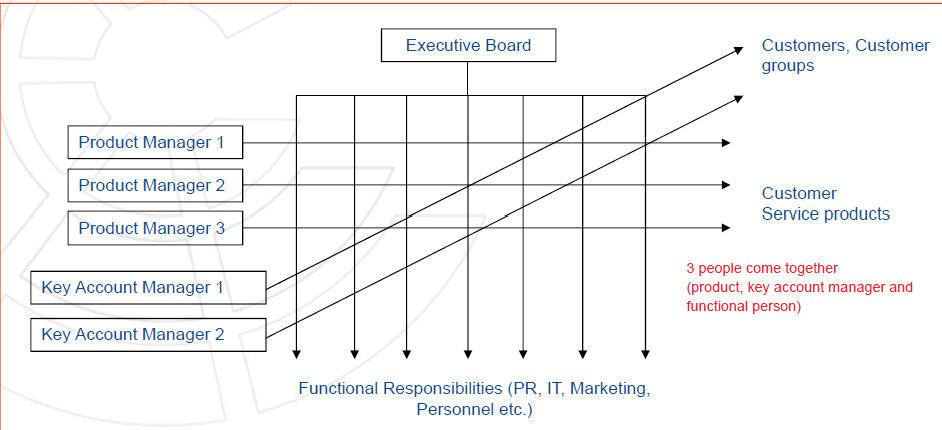 Executive Board
Customers, Customer
groups
Product Manager 1
Product Manager 2
Product Manager 3
Customer
Service products
3 people come together
(product, key account manager and
functional person)
Key Account Manager 1
Key Account Manager 2
Functional Responsibilities (PR, IT, Marketing,
Personnel etc.)